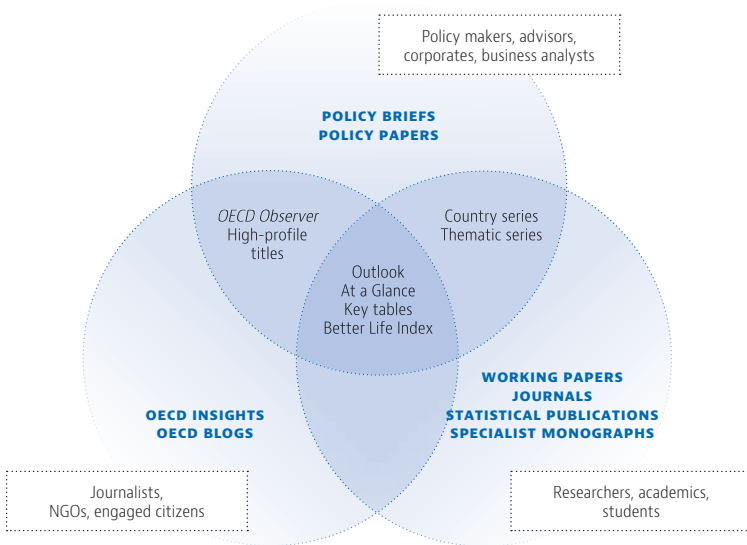 Policy makers, advisors,
corporates, business analysts
POLICY BRIEFS
POLICY PAPERS
OECD Observer
High-profile
titles
Country series
Thematic series
Outlook
At a Glance
Key tables
Better Life Index
OECD INSIGHTS
OECD BLOGS
WORKING PAPERS
JOURNALS
STATISTICAL PUBLICATIONS
SPECIALIST MONOGRAPHS
Journalists,
NGOs, engaged citizens
Researchers, academics,
students